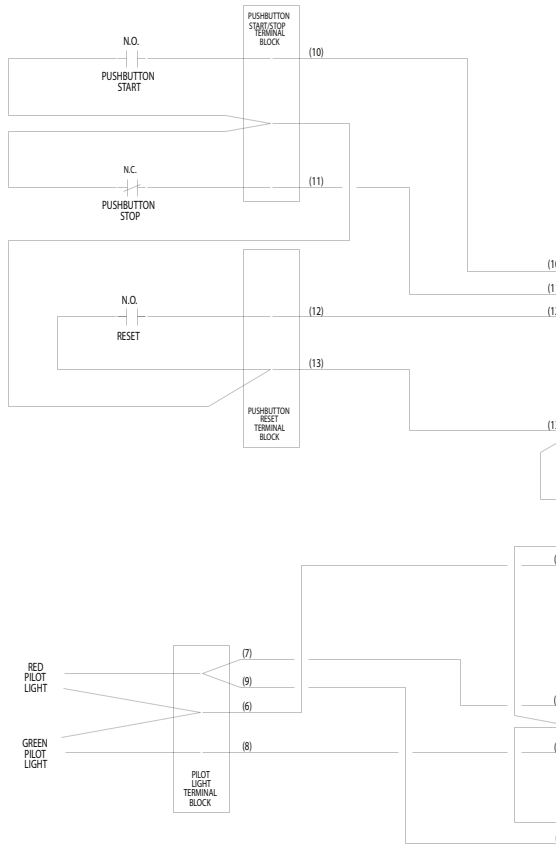 PUSHBUTTON
START/STOP
TERMINAL
BLOCK
N.O.
(10)
PUSHBUTTON
START
N.C.
(11)
PUSHBUTTON
STOP
N.O.
(12)
RESET
(13)
PUSHBUTTON
RESET
TERMINAL
BLOCK
(7)
RED
PILOT
LIGHT
(9)
(6)
GREEN
PILOT
LIGHT
(8)
PILOT
LIGHT
TERMINAL
BLOCK